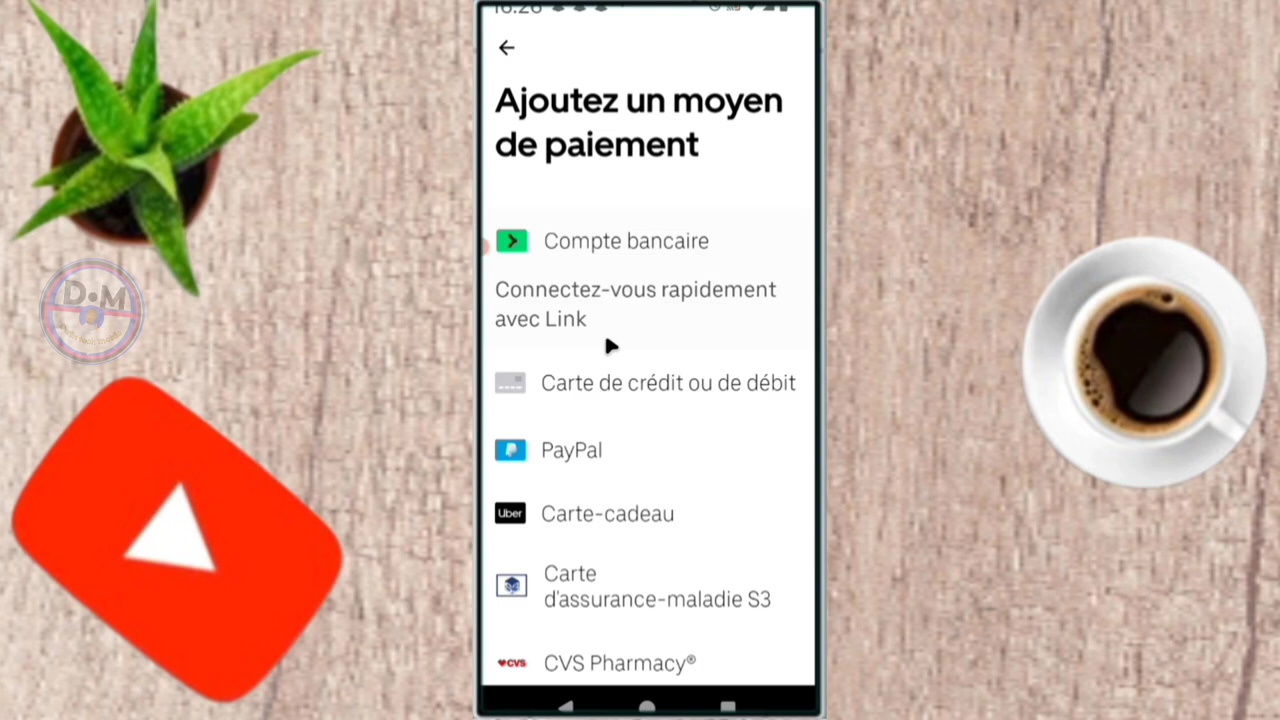 Ajoutez un moyen
de paiement
Compte bancaire
Connectez-vous rapidement
avec Link
D•M
Carte de crédit ou de débit
PayPal
Uber
Carte-cadeau
Carte
d'assurance-maladie S3
CVS
CVS Pharmacy®